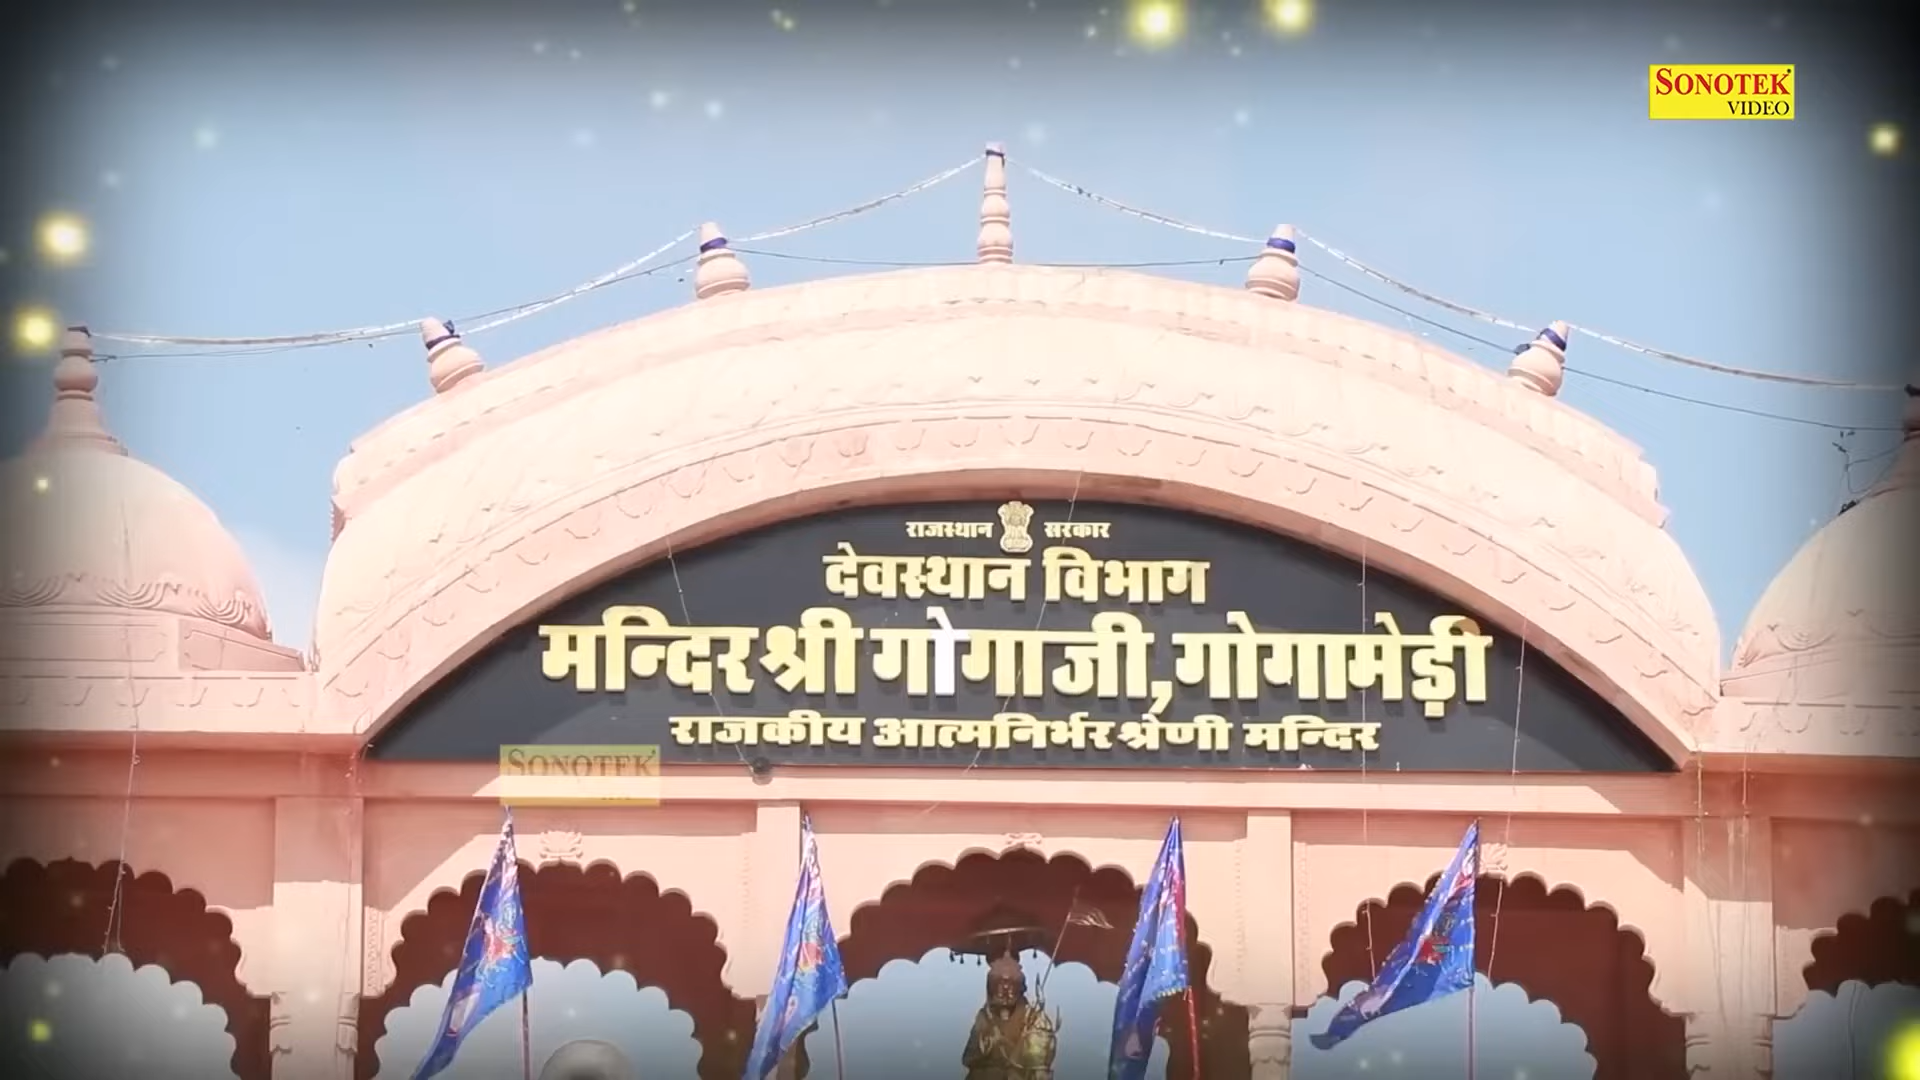 SONOTEK
VIDEO
राजस्थान सरकार
देवस्थान विभाग
मन्दिर श्री गोगाजी, गोगामेड़ी
राजकीय आत्मनिर्भर श्रेणी मन्दिर
SONOTEK